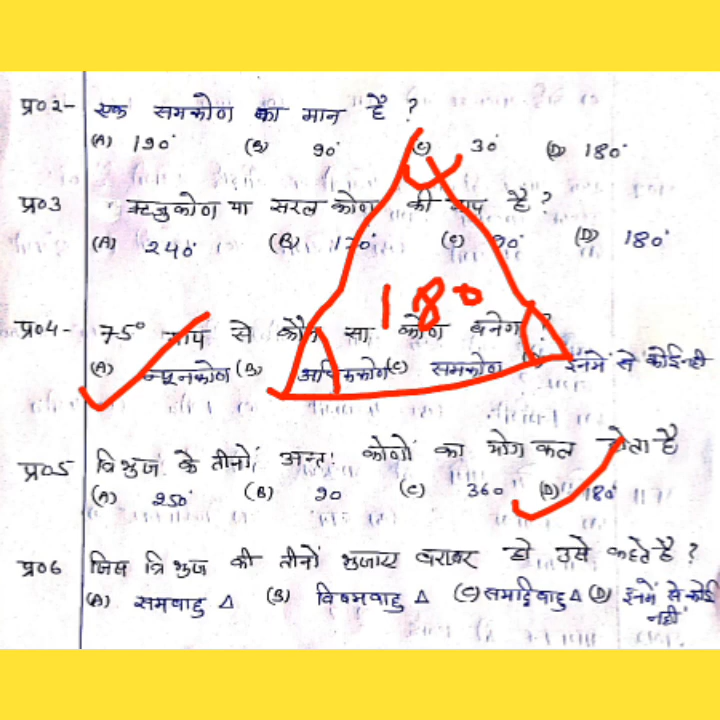 प्र०2- एक समकोण का मान है ?
(A) 190° (B) 90° (C) 30° (D) 180°
प्र०3 ऋजुकोण या सरल कोण की माप है ?
(A) 240° (B) 120° (C) 90° (D) 180°
180
प्र०4- 75° माप से कौन सा कोण बनेगा ?
(A) न्यूनकोण (B) अधिककोण (C) समकोण (D) इनमे से कोई नही
प्र०5 त्रिभुज के तीनों अन्तः कोणों का योग कल होता है
(A) 250° (B) 90 (C) 360 (D) 180°
प्र०6 जिस त्रिभुज की तीनों भुजाए बराबर हो उसे कहते है ?
(A) समवाहु Δ (B) विषमवाहु Δ (C) समद्विवाहु Δ (D) इनमें से कोई
नही